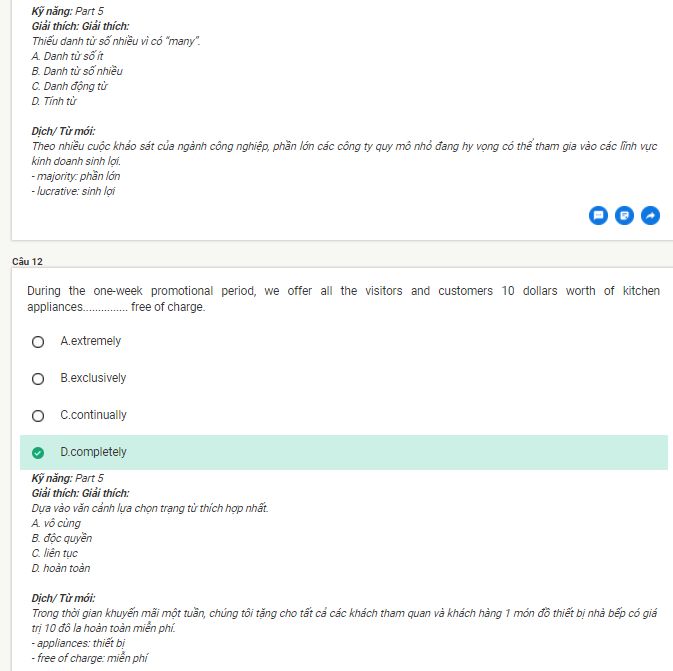 Kỹ năng: Part 5
Giải thích: Giải thích:
Thiếu danh từ số nhiều vì có "many".
A. Danh từ số ít
B. Danh từ số nhiều
C. Danh động từ
D. Tính từ
Dịch/ Từ mới:
Theo nhiều cuộc khảo sát của ngành công nghiệp, phần lớn các công ty quy mô nhỏ đang hy vọng có thể tham gia vào các lĩnh vực
kinh doanh sinh lợi.
- majority: phần lớn
- lucrative: sinh lợi
Câu 12
During the one-week promotional period, we offer all the visitors and customers 10 dollars worth of kitchen
appliances............... free of charge.
A.extremely
B.exclusively
C.continually
D.completely
Kỹ năng: Part 5
Giải thích: Giải thích:
Dựa vào văn cảnh lựa chọn trạng từ thích hợp nhất.
A. vô cùng
B. độc quyền
C. liên tục
D. hoàn toàn
Dịch/ Từ mới:
Trong thời gian khuyến mãi một tuần, chúng tôi tặng cho tất cả các khách tham quan và khách hàng 1 món đồ thiết bị nhà bếp có giá
trị 10 đô la hoàn toàn miễn phí.
- appliances: thiết bị
- free of charge: miễn phí